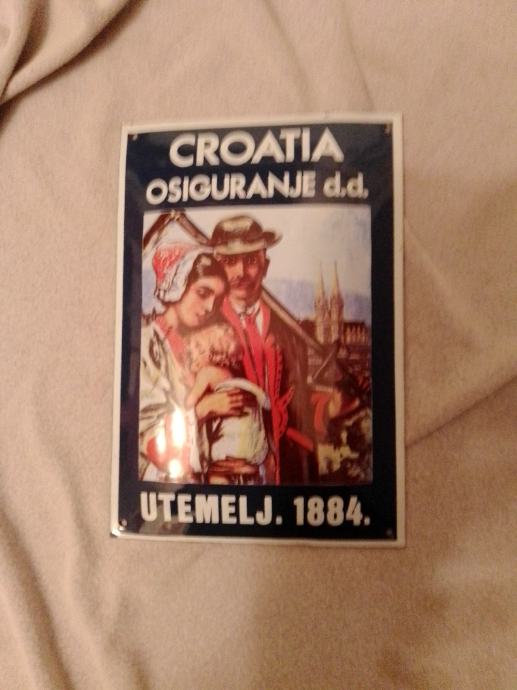 CROATIA
OSIGURANJE d.d.
UTEMELJ. 1884.